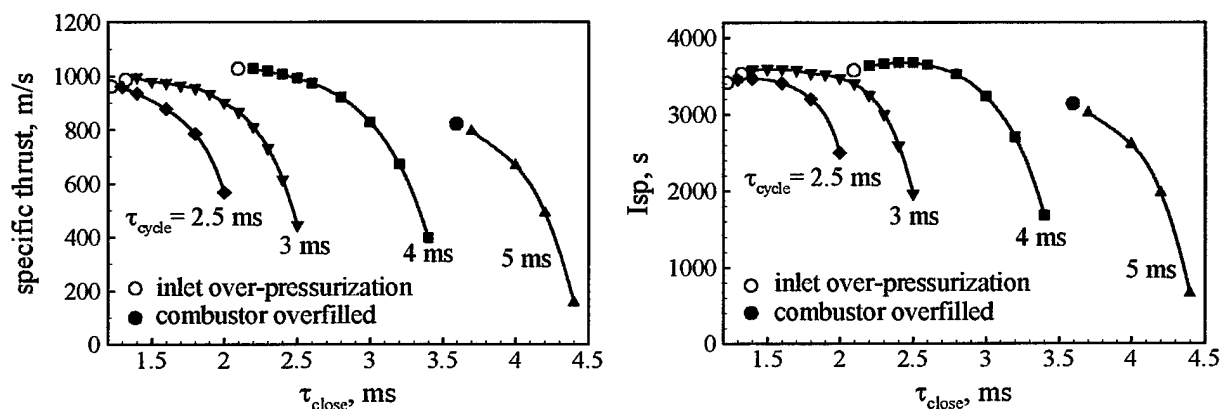 1200
1000
800
600
400
200
0
specific thrust, m/s
τcycle= 2.5 ms
3 ms
4 ms
5 ms
inlet over-pressurization
combustor overfilled
1.5 2 2.5 3 3.5 4 4.5
τclose, ms
4000
3000
2000
1000
0
Isp, s
τcycle= 2.5 ms
3 ms
4 ms
5 ms
inlet over-pressurization
combustor overfilled
1.5 2 2.5 3 3.5 4 4.5
τclose, ms